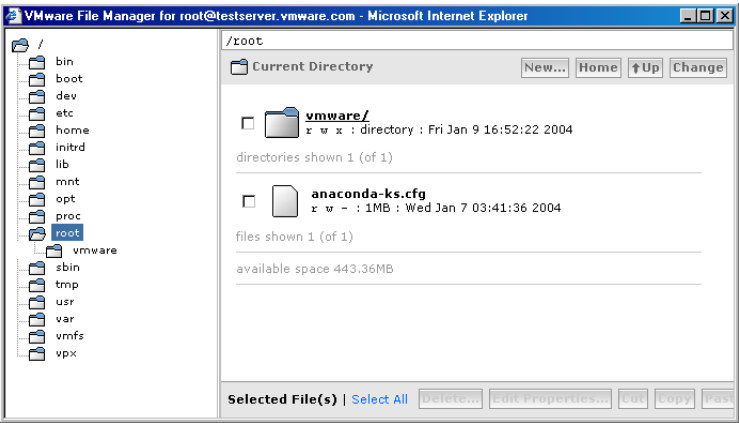 VMware File Manager for root@testserver.vmware.com - Microsoft Internet Explorer
/
bin
boot
dev
etc
home
initrd
lib
mnt
opt
proc
root
vmware
sbin
tmp
usr
var
vmfs
vpx
/root
Current Directory New... Home Up Change
vmware/
r w x : directory : Fri Jan 9 16:52:22 2004
directories shown 1 (of 1)
anaconda-ks.cfg
r w - : 1MB : Wed Jan 7 03:41:36 2004
files shown 1 (of 1)
available space 443.36MB
Selected File(s) | Select All Delete... Edit Properties... Cut Copy Past